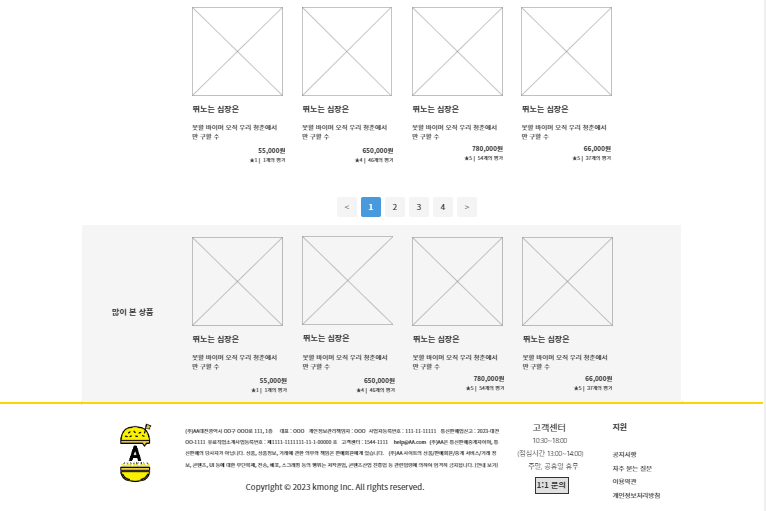 뛰노는 심장은 뛰노는 심장은 뛰노는 심장은 뛰노는 심장은
못할 바이며 오직 우리 청춘에서 못할 바이며 오직 우리 청춘에서 못할 바이며 오직 우리 청춘에서 못할 바이며 오직 우리 청춘에서
만 구할 수 만 구할 수 만 구할 수 만 구할 수
55,000원 650,000원 780,000원 66,000원
★1 | 1개의 평가 ★4 | 46개의 평가 ★5 | 54개의 평가 ★5 | 37개의 평가
< 1 2 3 4 >
많이 본 상품
뛰노는 심장은 뛰노는 심장은 뛰노는 심장은 뛰노는 심장은
못할 바이며 오직 우리 청춘에서 못할 바이며 오직 우리 청춘에서 못할 바이며 오직 우리 청춘에서 못할 바이며 오직 우리 청춘에서
만 구할 수 만 구할 수 만 구할 수 만 구할 수
55,000원 650,000원 780,000원 66,000원
★1 | 1개의 평가 ★4 | 46개의 평가 ★5 | 54개의 평가 ★5 | 37개의 평가
A
(주)AA대전광역시 OO구 OOO로 111, 1층 대표 : OOO 개인정보관리책임자 : OOO 사업자등록번호 : 111-11-11111 통신판매업신고 : 2023-대전
OO-1111 유료직업소개사업등록번호 : 제1111-1111111-11-1-00000 호 고객센터 : 1544-1111 help@AA.com (주)AA은 통신판매중개자이며, 통
신판매의 당사자가 아닙니다. 상품, 상품정보, 거래에 관한 의무와 책임은 판매회원에게 있습니다. (주)AA 사이트의 상품/판매회원/중개 서비스/거래 정
보, 콘텐츠, UI 등에 대한 무단복제, 전송, 배포, 스크래핑 등의 행위는 저작권법, 콘텐츠산업 진흥법 등 관련법령에 의하여 엄격히 금지됩니다. [안내 보기]
Copyright © 2023 kmong Inc. All rights reserved.
고객센터
10:30~18:00
(점심시간 13:00~14:00)
주말, 공휴일 휴무
1:1 문의
지원
공지사항
자주 묻는 질문
이용약관
개인정보처리방침